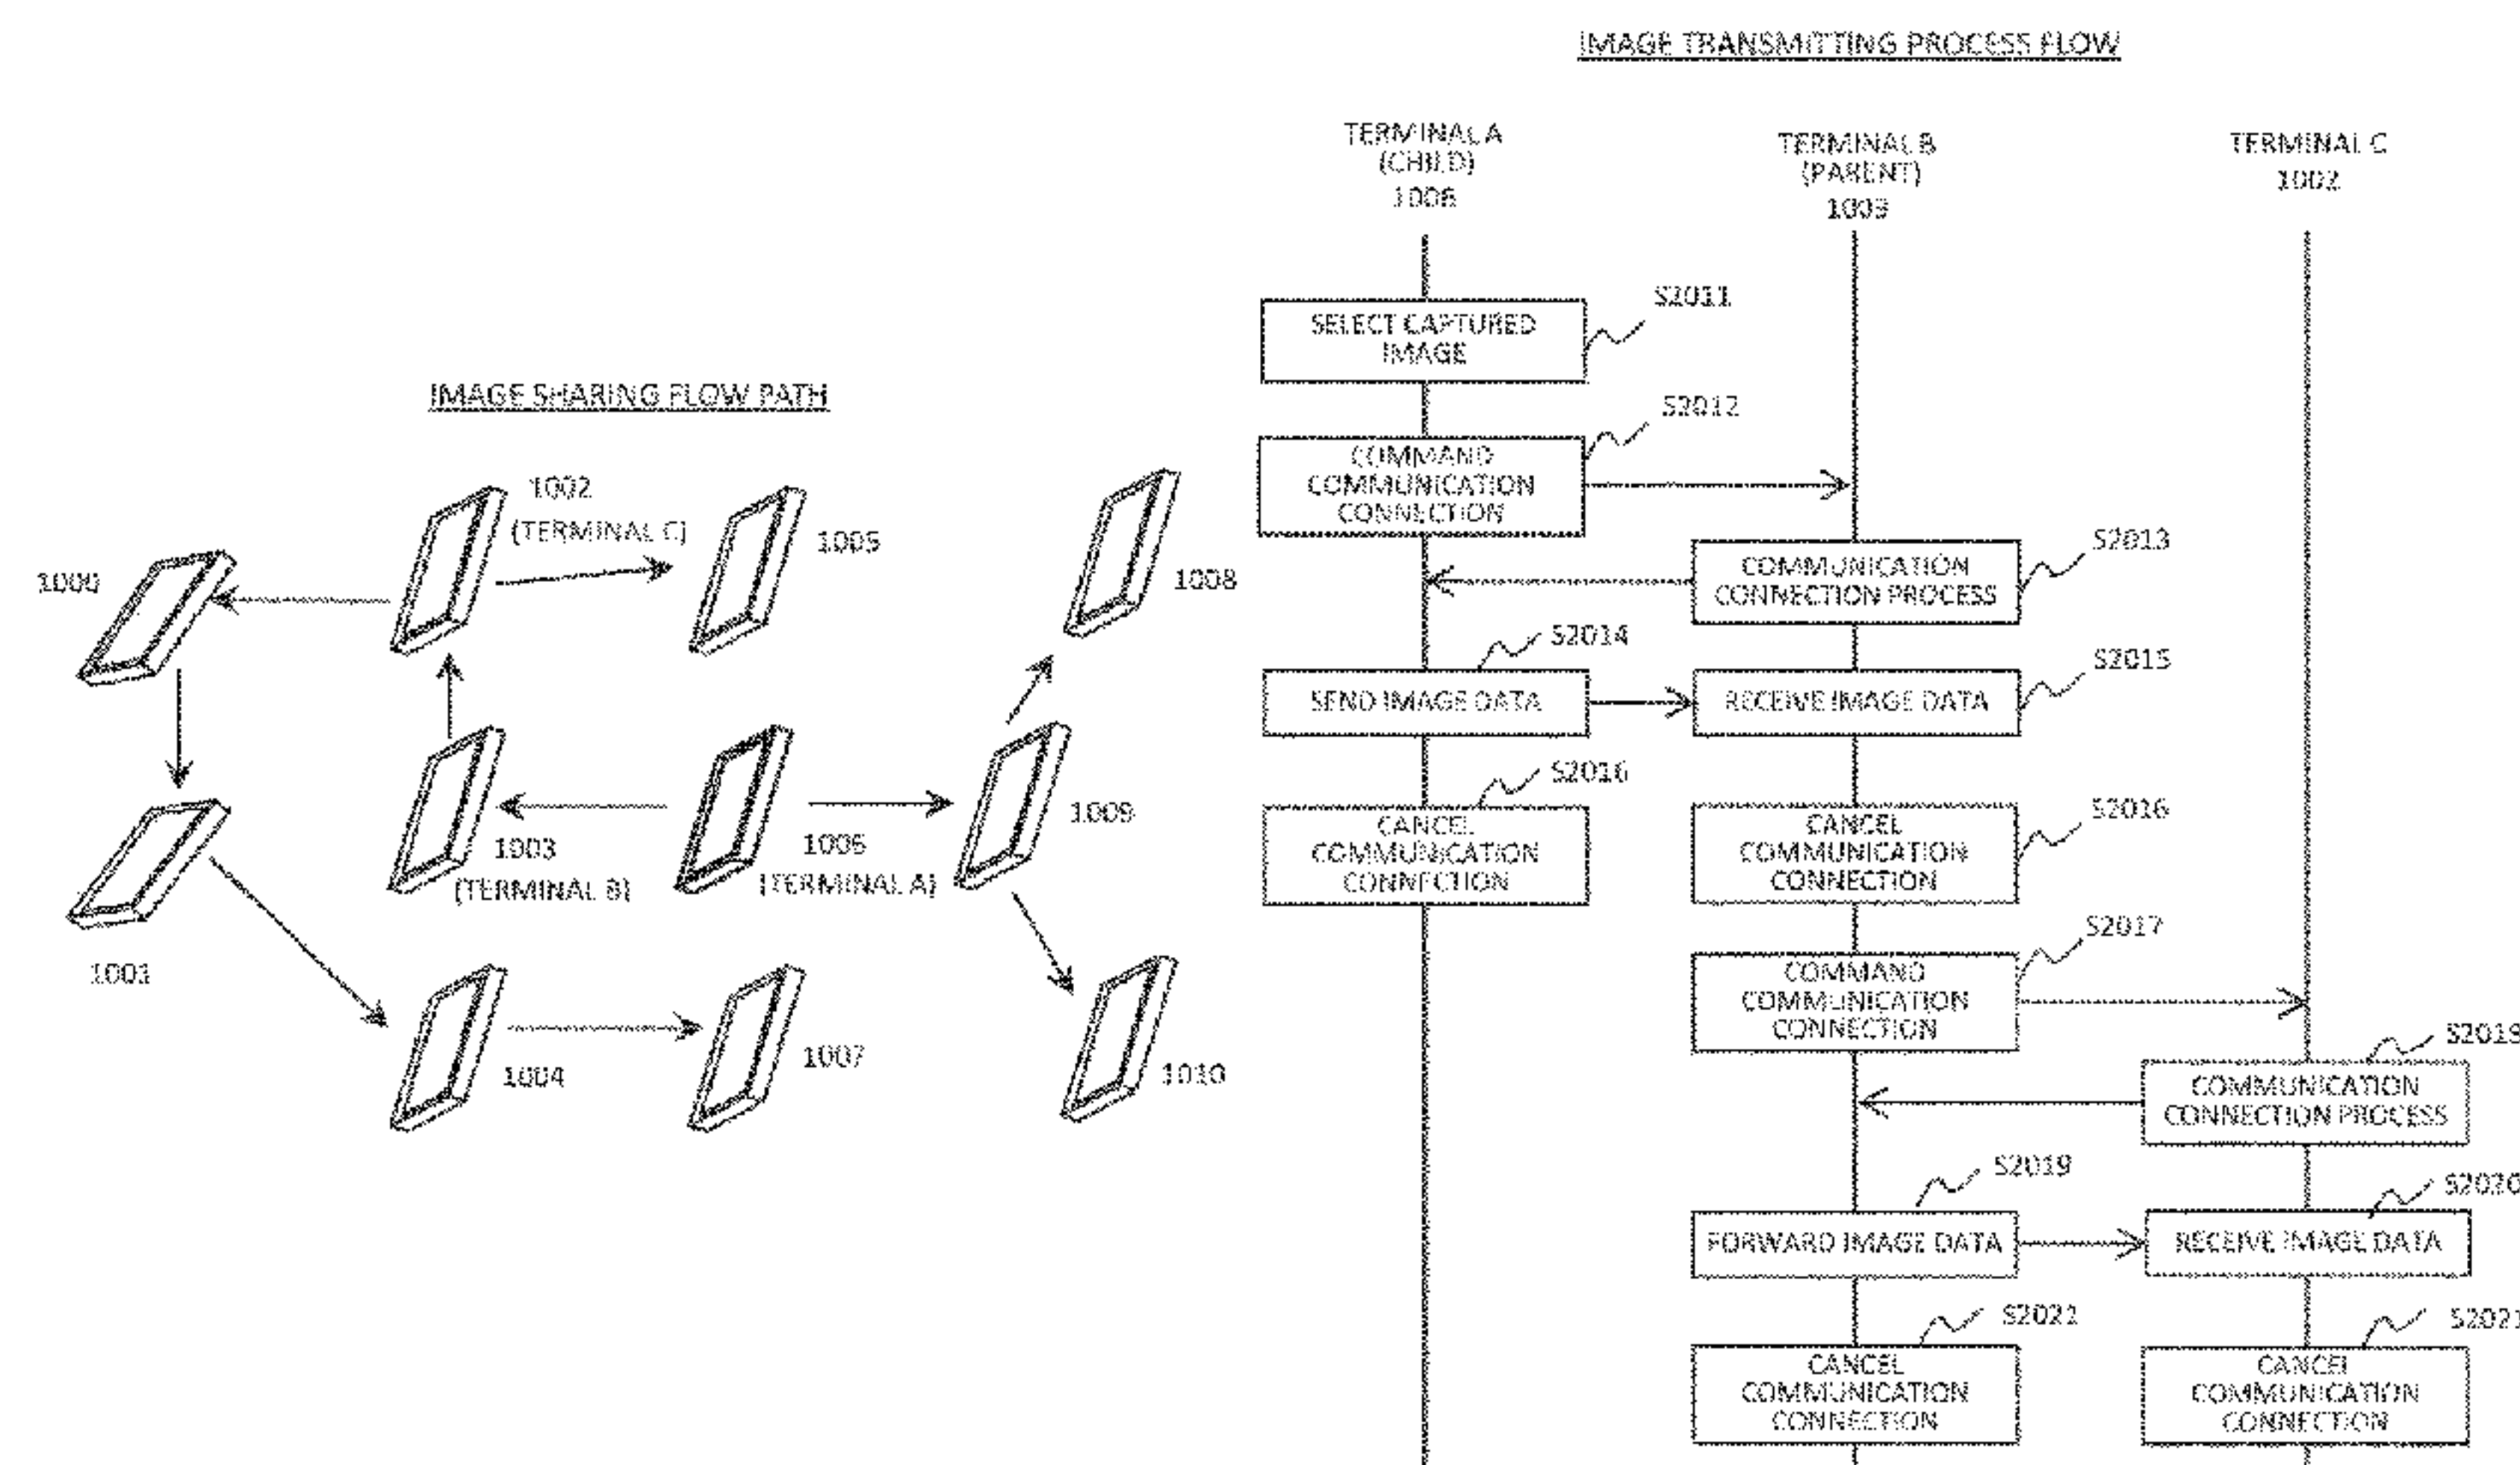 IMAGE TRANSMITTING PROCESS FLOW
TERMINAL A
(CHILD)
1006
TERMINAL B
(PARENT)
1003
TERMINAL C
1002
S2011
SELECT CAPTURED
IMAGE
S2012
COMMAND
COMMUNICATION
CONNECTION
S2013
COMMUNICATION
CONNECTION PROCESS
S2014
SEND IMAGE DATA
S2015
RECEIVE IMAGE DATA
S2016
CANCEL
COMMUNICATION
CONNECTION
S2016
CANCEL
COMMUNICATION
CONNECTION
S2017
COMMAND
COMMUNICATION
CONNECTION
S2018
COMMUNICATION
CONNECTION PROCESS
S2019
FORWARD IMAGE DATA
S2020
RECEIVE IMAGE DATA
S2021
CANCEL
COMMUNICATION
CONNECTION
S2021
CANCEL
COMMUNICATION
CONNECTION
IMAGE SHARING FLOW PATH
1000
1002
(TERMINAL C)
1005
1008
1001
1003
(TERMINAL B)
1006
(TERMINAL A)
1009
1004
1007
1010